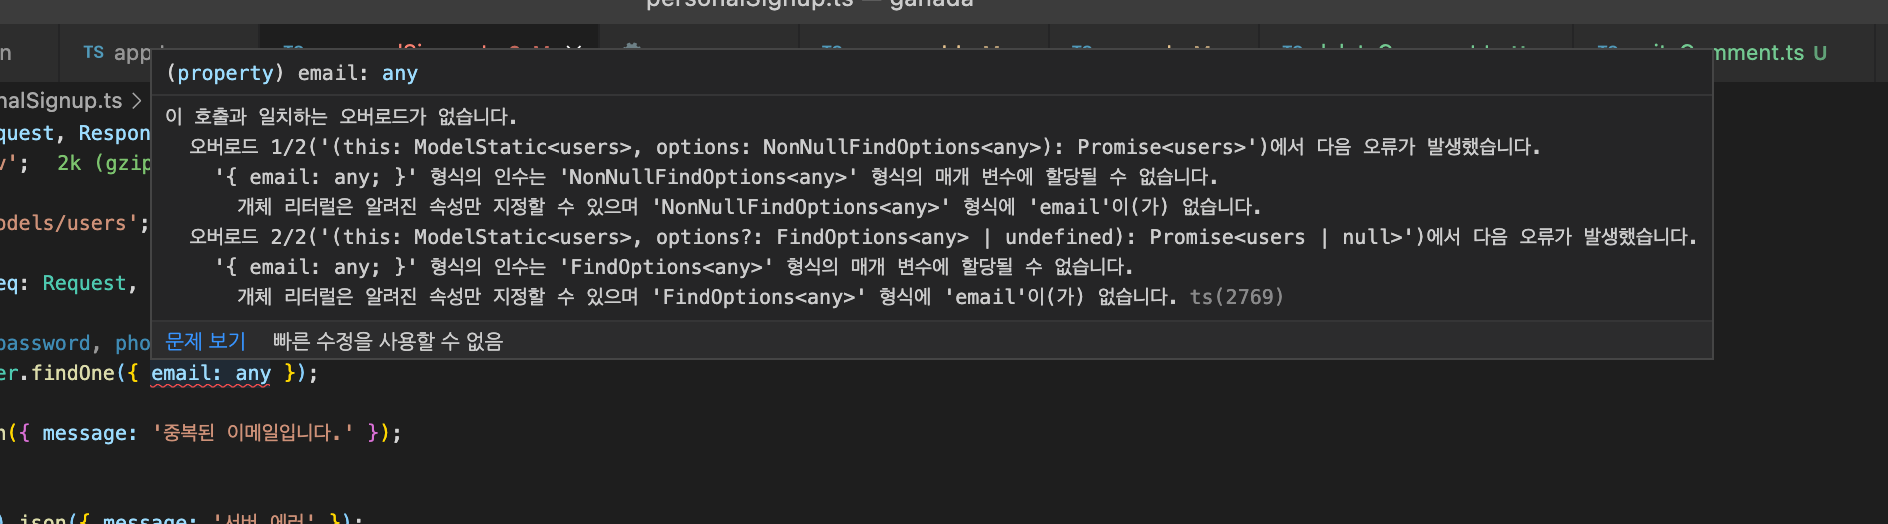 personalSignup.ts — ganada
TS
Comment.ts U
(property) email: any
nalSignup.ts >
이 호출과 일치하는 오버로드가 없습니다.
quest, Respon
오버로드 1/2('(this: ModelStatic<users>, options: NonNullFindOptions<any>): Promise<users>')에서 다음 오류가 발생했습니다.
v'; 2k (gzip
'{ email: any; }' 형식의 인수는 'NonNullFindOptions<any>' 형식의 매개 변수에 할당될 수 없습니다.
개체 리터럴은 알려진 속성만 지정할 수 있으며 'NonNullFindOptions<any>' 형식에 'email'이(가) 없습니다.
odels/users';
오버로드 2/2('(this: ModelStatic<users>, options?: FindOptions<any> | undefined): Promise<users | null>')에서 다음 오류가 발생했습니다.
'{ email: any; }' 형식의 인수는 'FindOptions<any>' 형식의 매개 변수에 할당될 수 없습니다.
eq: Request,
개체 리터럴은 알려진 속성만 지정할 수 있으며 'FindOptions<any>' 형식에 'email'이(가) 없습니다. ts(2769)
password, pho
문제 보기 빠른 수정을 사용할 수 없음
er.findOne({ email: any });
n({ message: '중복된 이메일입니다.' });
).json({ message: '서버 에러' });